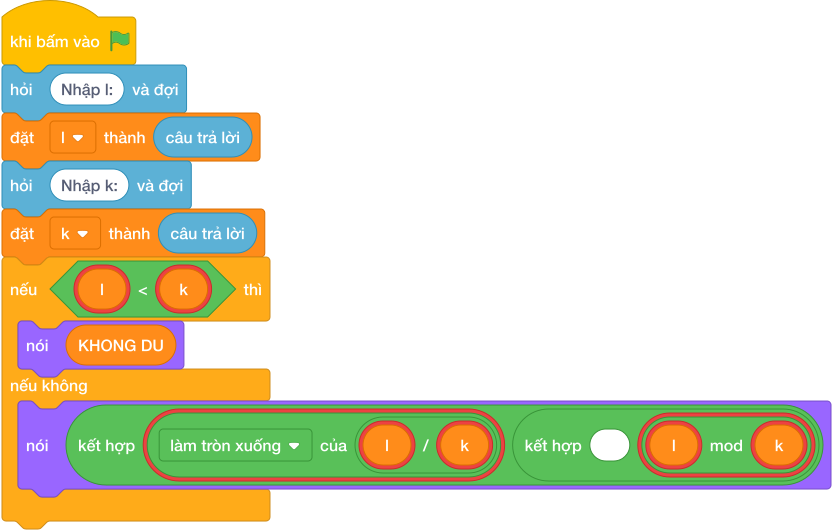 khi bấm vào
hỏi Nhập l: và đợi
đặt l thành câu trả lời
hỏi Nhập k: và đợi
đặt k thành câu trả lời
nếu l < k thì
nói KHONG DU
nếu không
nói kết hợp làm tròn xuống của l / k kết hợp l mod k